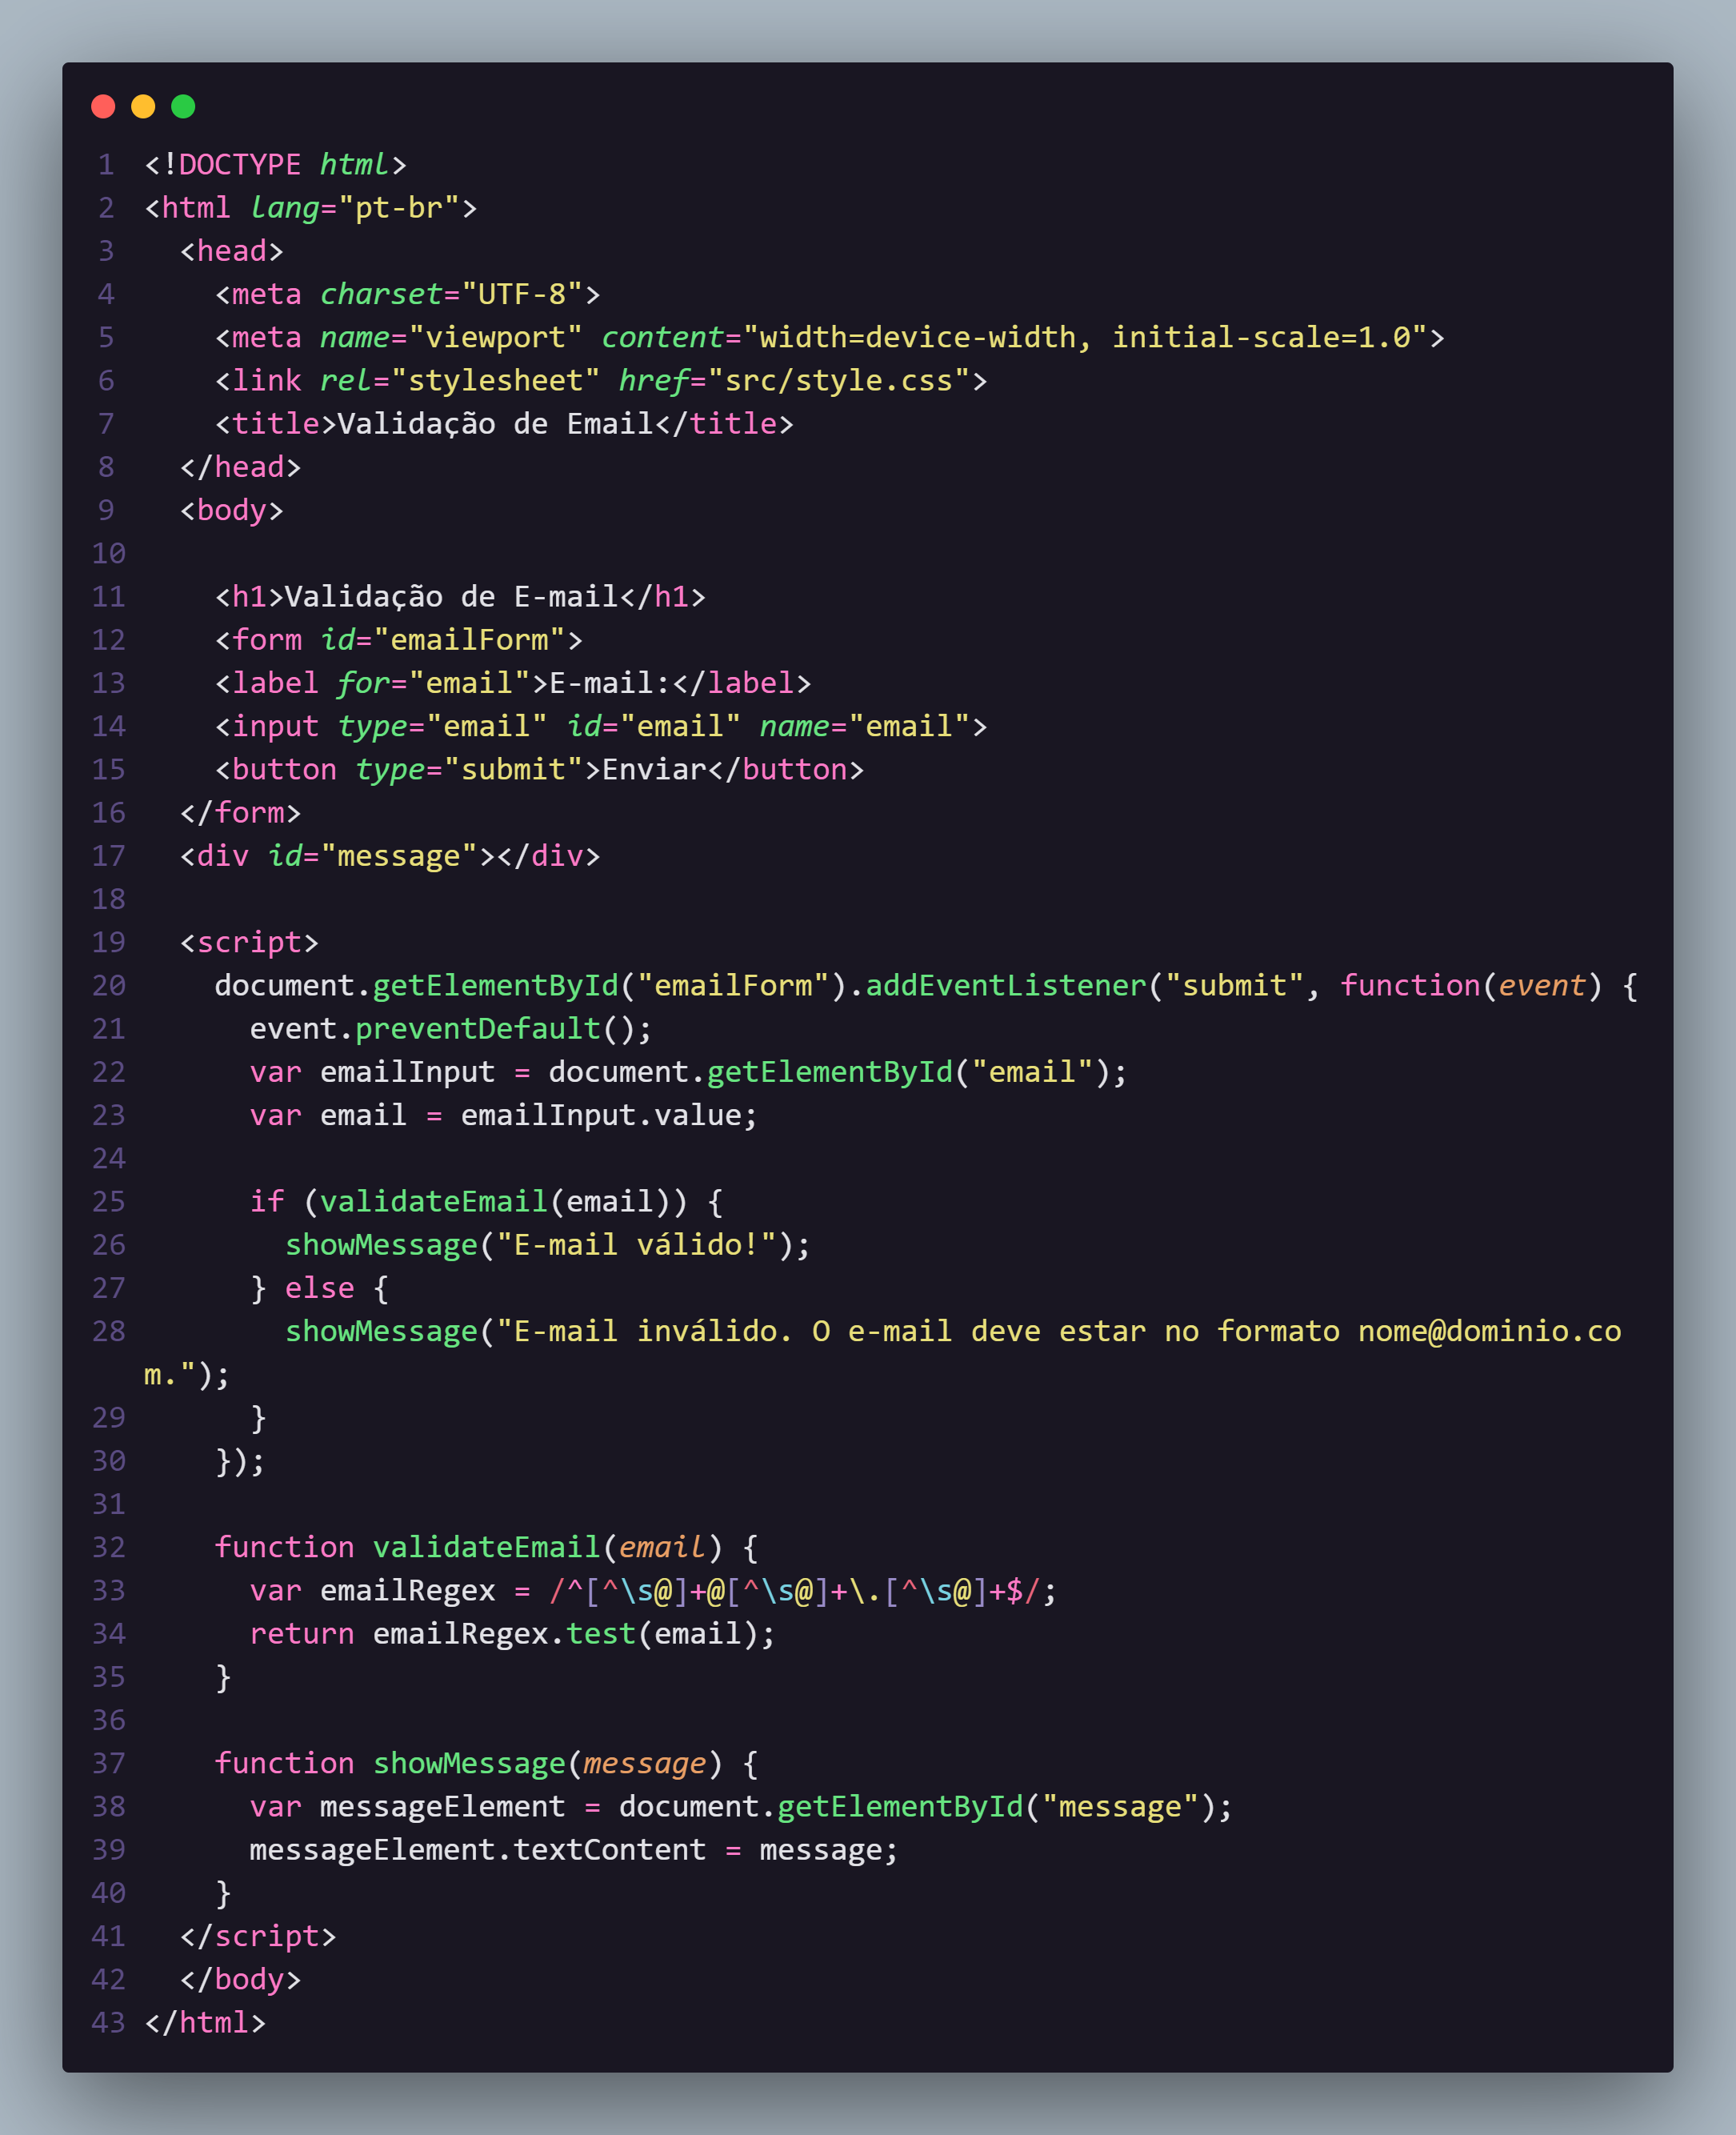 1 <!DOCTYPE html>
2 <html lang="pt-br">
3   <head>
4     <meta charset="UTF-8">
5     <meta name="viewport" content="width=device-width, initial-scale=1.0">
6     <link rel="stylesheet" href="src/style.css">
7     <title>Validação de Email</title>
8   </head>
9   <body>
10
11     <h1>Validação de E-mail</h1>
12     <form id="emailForm">
13     <label for="email">E-mail:</label>
14     <input type="email" id="email" name="email">
15     <button type="submit">Enviar</button>
16   </form>
17   <div id="message"></div>
18
19   <script>
20     document.getElementById("emailForm").addEventListener("submit", function(event) {
21       event.preventDefault();
22       var emailInput = document.getElementById("email");
23       var email = emailInput.value;
24
25       if (validateEmail(email)) {
26         showMessage("E-mail válido!");
27       } else {
28         showMessage("E-mail inválido. O e-mail deve estar no formato nome@dominio.co
m.");
29       }
30     });
31
32     function validateEmail(email) {
33       var emailRegex = /^[^\s@]+@[^\s@]+\.[^\s@]+$/;
34       return emailRegex.test(email);
35     }
36
37     function showMessage(message) {
38       var messageElement = document.getElementById("message");
39       messageElement.textContent = message;
40     }
41   </script>
42   </body>
43 </html>